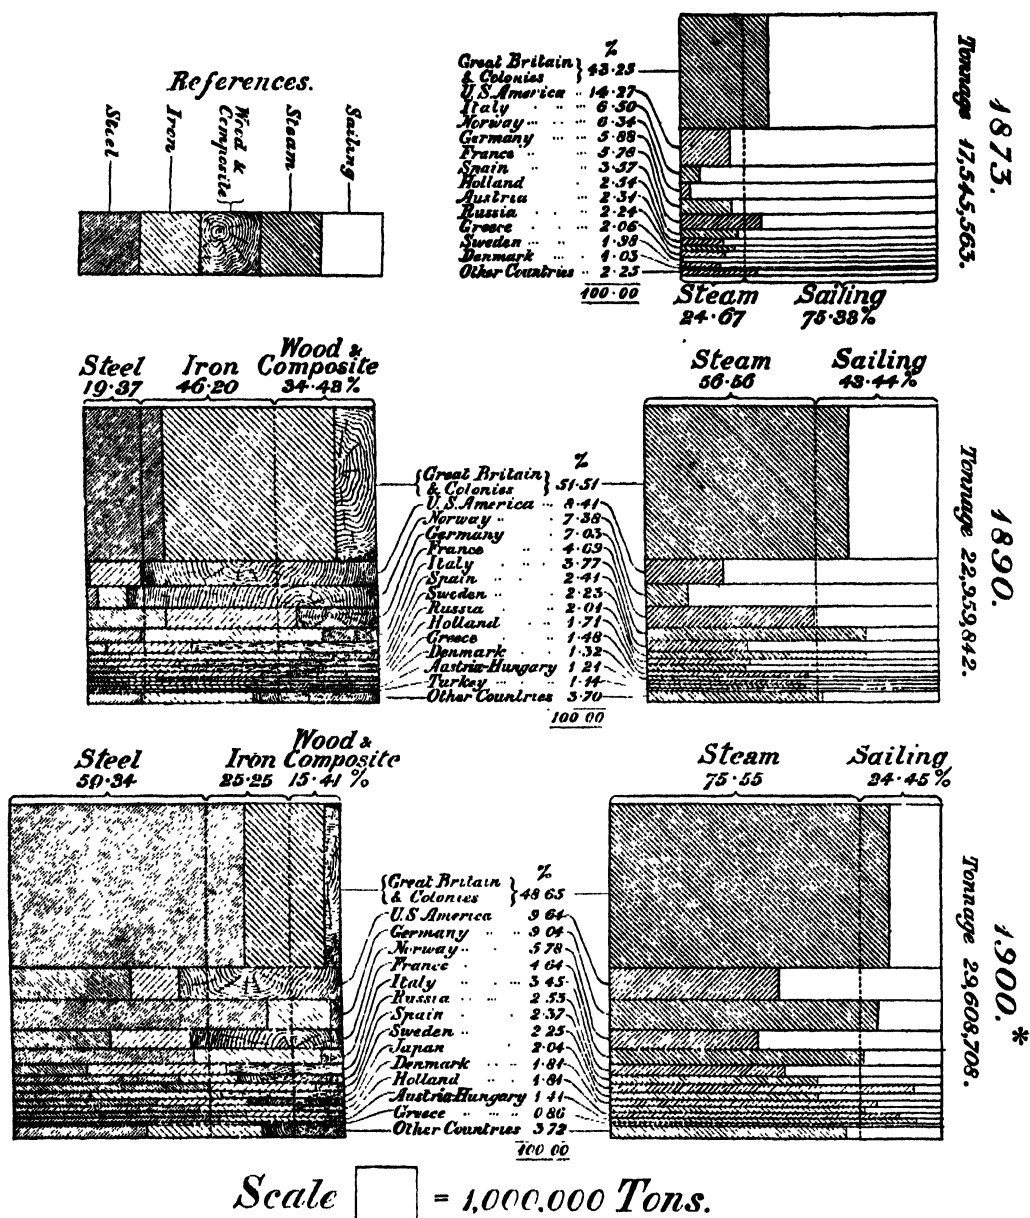 References.
Steel
Iron
Wood &
Composite
Steam
Sailing
1873.
Tonnage 17,545,563.
%
Great Britain
& Colonies 43·25
U.S. America 14·27
Italy 6·50
Norway 6·34
Germany 5·88
France 5·76
Spain 3·57
Holland 2·54
Austria 2·31
Russia 2·24
Greece 2·06
Sweden 1·98
Denmark 1·03
Other Countries 2·25
100·00
Steam Sailing
24·67 75·38%
1890.
Tonnage 22,959,842.
Steel Iron Wood &
Composite
19·37 46·20 34·43%
Steam Sailing
56·56 43·44%
%
Great Britain
& Colonies 51·51
U.S. America 8·41
Norway 7·38
Germany 7·03
France 4·69
Italy 3·77
Spain 2·41
Sweden 2·23
Russia 2·01
Holland 1·71
Greece 1·48
Denmark 1·32
Austria-Hungary 1·21
Turkey 1·14
Other Countries 3·70
100 00
1900.*
Tonnage 29,608,708.
Steel Iron Wood &
Composite
59·34 25·25 15·41 %
Steam Sailing
75·55 24·45%
%
Great Britain
& Colonies 48 65
U.S America 9 64
Germany 9 04
Norway 5 78
France 4 64
Italy 3 45
Russia 2 53
Spain 2 37
Sweden 2 25
Japan 2 04
Denmark 1·81
Holland 1·81
Austria-Hungary 1 41
Greece 0 86
Other Countries 3 72
100 00
Scale = 1,000,000 Tons.